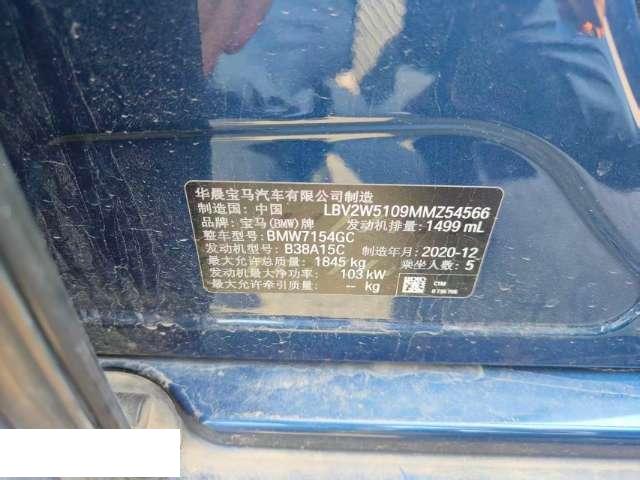 华晨宝马汽车有限公司制造
制造国: 中国 LBV2W5109MMZ54566
品牌: 宝马(BMW)牌 发动机排量: 1499 mL
整车型号: BMW7154GC
发动机型号: B38A15C 制造年月: 2020-12
最大允许总质量: 1845 kg 乘坐人数: 5
发动机最大净功率: 103 kW
最大允许牵引质量: -- kg